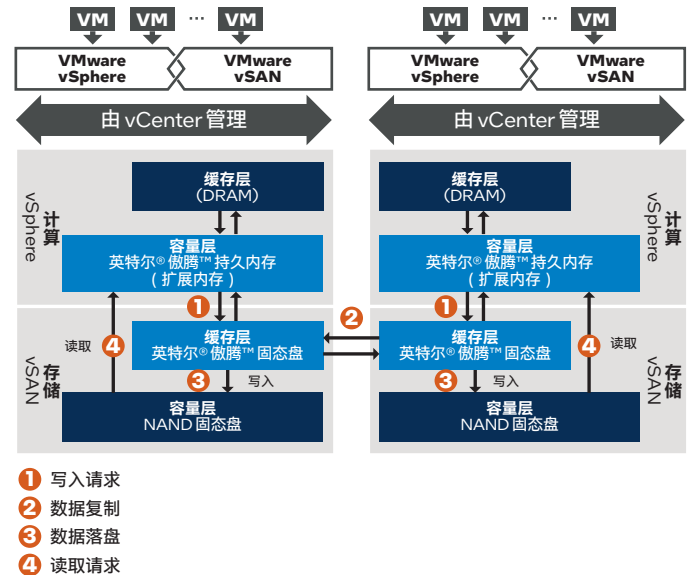 VM VM ... VM
VMware vSphere
VMware vSAN
由 vCenter 管理
计算
vSphere
缓存层
(DRAM)
容量层
英特尔® 傲腾™ 持久内存
( 扩展内存 )
1
存储
vSAN
读取
4
缓存层
英特尔® 傲腾™ 固态盘
3
写入
容量层
NAND 固态盘
2
VM VM ... VM
VMware vSphere
VMware vSAN
由 vCenter 管理
缓存层
(DRAM)
计算
vSphere
容量层
英特尔® 傲腾™ 持久内存
( 扩展内存 )
1
缓存层
英特尔® 傲腾™ 固态盘
4
读取
存储
vSAN
3
写入
容量层
NAND 固态盘
1 写入请求
2 数据复制
3 数据落盘
4 读取请求